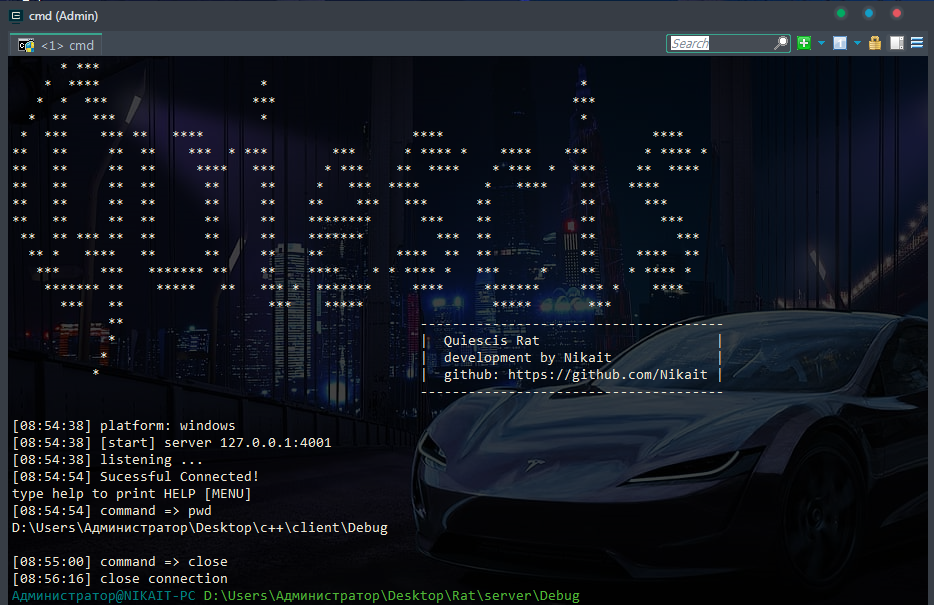 cmd (Admin)
<1> cmd
Search
Quiescis
| Quiescis Rat |
| development by Nikait |
| github: https://github.com/Nikait |
[08:54:38] platform: windows
[08:54:38] [start] server 127.0.0.1:4001
[08:54:38] listening ...
[08:54:54] Sucessful Connected!
type help to print HELP [MENU]
[08:54:54] command => pwd
D:\Users\Администратор\Desktop\c++\client\Debug
[08:55:00] command => close
[08:56:16] close connection
Администратор@NIKAIT-PC D:\Users\Администратор\Desktop\Rat\server\Debug